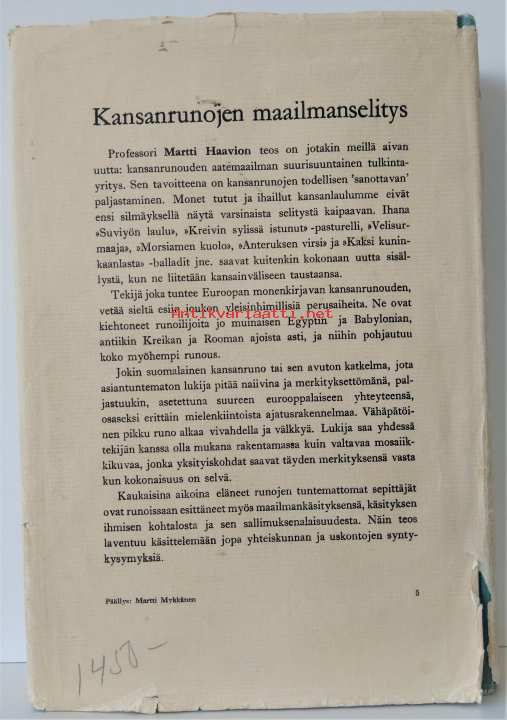 Kansanrunojen maailmanselitys
Professori Martti Haavion teos on jotakin meillä aivan
uutta: kansanrunouden aatemaailman suurisuuntainen tulkinta-
yritys. Sen tavoitteena on kansanrunojen todellisen 'sanottavan'
paljastaminen. Monet tutut ja ihaillut kansanlaulumme eivät
ensi silmäyksellä näytä varsinaista selitystä kaipaavan. Ihana
»Suviyön laulu», »Kreivin sylissä istunut» -pasturelli, »Velisur-
maaja», »Morsiamen kuolo», »Anteruksen virsi» ja »Kaksi kunin-
kaanlasta» -balladit jne. saavat kuitenkin kokonaan uutta sisäl-
lystä, kun ne liitetään kansainväliseen taustaansa.
Tekijä joka tuntee Euroopan monenkirjavan kansanrunouden,
vetää sieltä esiin joukon yleisinhimillisiä perusaiheita. Ne ovat
Antikvariaatti.net
kiehtoneet runoilijoita jo muinaisen Egyptin ja Babylonian,
antiikin Kreikan ja Rooman ajoista asti, ja niihin pohjautuu
koko myöhempi runous.
Jokin suomalainen kansanruno tai sen avuton katkelma, jota
asiantuntematon lukija pitää naiivina ja merkityksettömänä, pal-
jastuukin, asetettuna suureen eurooppalaiseen yhteyteensä,
osaseksi erittäin mielenkiintoista ajatusrakennelmaa. Vähäpätöi-
nen pikku runo alkaa vivahdella ja välkkyä. Lukija saa yhdessä
tekijän kanssa olla mukana rakentamassa kuin valtavaa mosaiik-
kikuvaa, jonka yksityiskohdat saavat täyden merkityksensä vasta
kun kokonaisuus on selvä.
Kaukaisina aikoina eläneet runojen tuntemattomat sepittäjät
ovat runoissaan esittäneet myös maailmankäsityksensä, käsityksen
ihmisen kohtalosta ja sen sallimuksenalaisuudesta. Näin teos
laventuu käsittelemään jopa yhteiskunnan ja uskontojen synty-
kysymyksiä.
Päällys: Martti Mykkänen 5
1450-